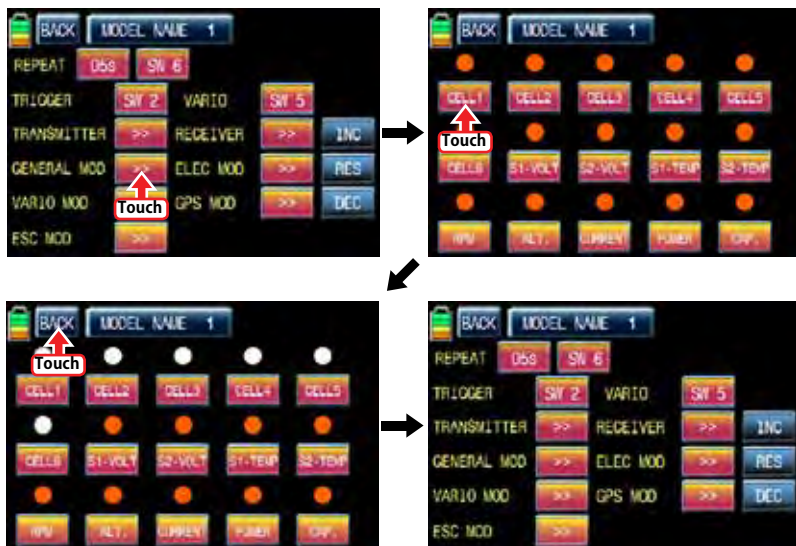 BACK MODEL NAME 1
REPEAT 05s SW 6
TRIGGER SW 2 VARIO SW 5
TRANSMITTER >> RECEIVER >> INC
GENERAL MOD >> ELEC MOD >> RES
VARIO MOD Touch GPS MOD >> DEC
ESC MOD >>
BACK MODEL NAME 1
CELL1 CELL2 CELL3 CELL4 CELL5
Touch
CELL6 S1-VOLT S2-VOLT S1-TEMP S2-TEMP
RPM ALT. CURRENT POWER CAP.
BACK MODEL NAME 1
Touch
CELL1 CELL2 CELL3 CELL4 CELL5
CELL6 S1-VOLT S2-VOLT S1-TEMP S2-TEMP
RPM ALT. CURRENT POWER CAP.
BACK MODEL NAME 1
REPEAT 05s SW 6
TRIGGER SW 2 VARIO SW 5
TRANSMITTER >> RECEIVER >> INC
GENERAL MOD >> ELEC MOD >> RES
VARIO MOD >> GPS MOD >> DEC
ESC MOD >>